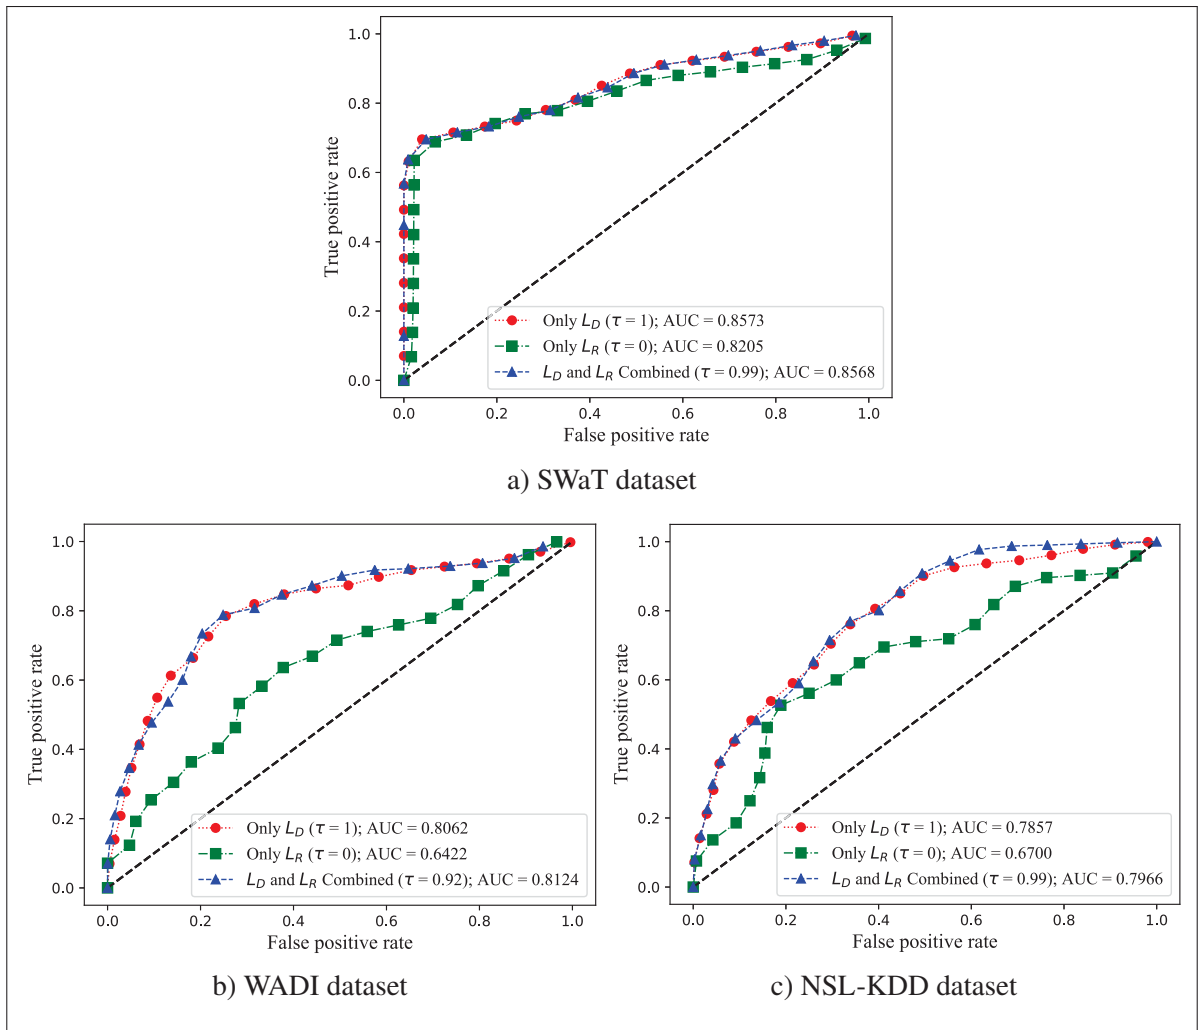 1.0
0.8
0.6
0.4
0.2
0.0
True positive rate
Only L_D (τ = 1); AUC = 0.8573
Only L_R (τ = 0); AUC = 0.8205
L_D and L_R Combined (τ = 0.99); AUC = 0.8568
0.0 0.2 0.4 0.6 0.8 1.0
False positive rate
a) SWaT dataset
1.0
0.8
0.6
0.4
0.2
0.0
True positive rate
Only L_D (τ = 1); AUC = 0.8062
Only L_R (τ = 0); AUC = 0.6422
L_D and L_R Combined (τ = 0.92); AUC = 0.8124
0.0 0.2 0.4 0.6 0.8 1.0
False positive rate
b) WADI dataset
1.0
0.8
0.6
0.4
0.2
0.0
True positive rate
Only L_D (τ = 1); AUC = 0.7857
Only L_R (τ = 0); AUC = 0.6700
L_D and L_R Combined (τ = 0.99); AUC = 0.7966
0.0 0.2 0.4 0.6 0.8 1.0
False positive rate
c) NSL-KDD dataset